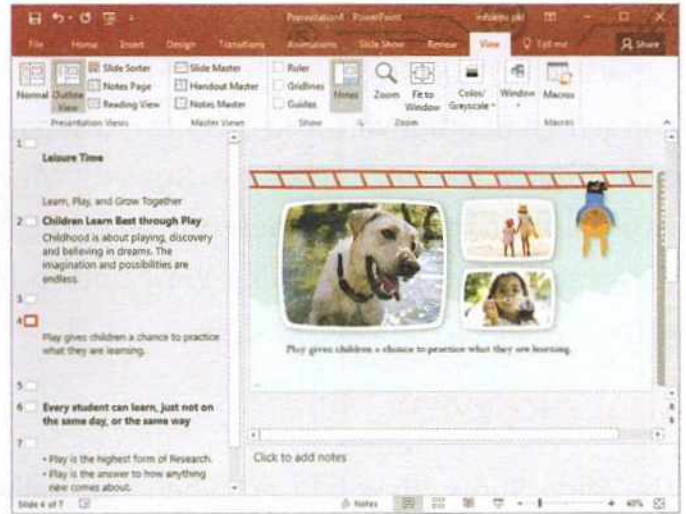 Presentation4 PowerPoint
File Home Insert Design Transitions Animations Slide Show Review View Tell me Share
Normal
Outline View
Slide Sorter
Notes Page
Reading View
Presentation Views
Slide Master
Handout Master
Notes Master
Master Views
Ruler
Gridlines
Guides
Show
Notes
Zoom
Fit to Window
Zoom
Color/
Greyscale
Window
Macros
Macros
1
Leisure Time
Learn, Play, and Grow Together
2 Children Learn Best through Play
Childhood is about playing, discovery
and believing in dreams. The
imagination and possibilities are
endless.
3
4
Play gives children a chance to practice
what they are learning.
5
6 Every student can learn, just not on
the same day, or the same way
7
• Play is the highest form of Research.
• Play is the answer to how anything
new comes about.
Play gives children a chance to practice what they are learning.
Click to add notes
Slide 4 of 7
Notes
40%